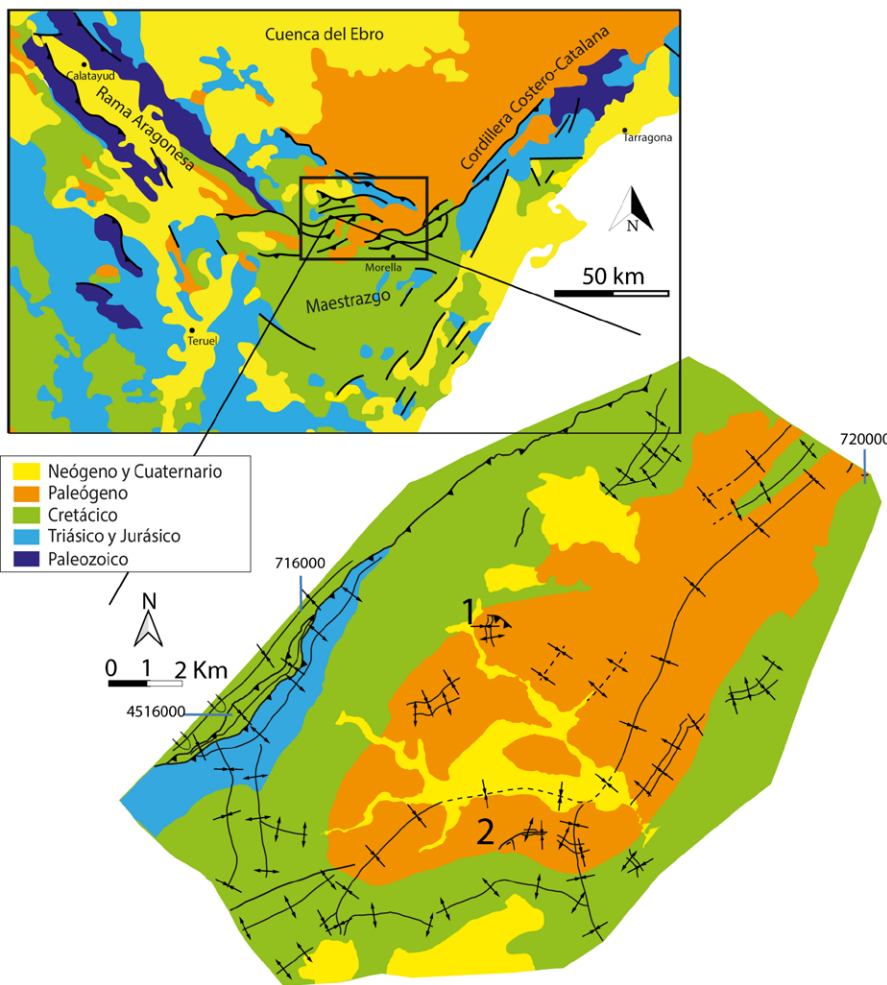 Cuenca del Ebro
Calatayud
Rama Aragonesa
Cordillera Costero-Catalana
Tarragona
N
50 km
Morella
Maestrazgo
Teruel
Neógeno y Cuaternario
Paleógeno
Cretácico
Triásico y Jurásico
Paleozoico
720000
716000
N
0 1 2 Km
4516000
1
2